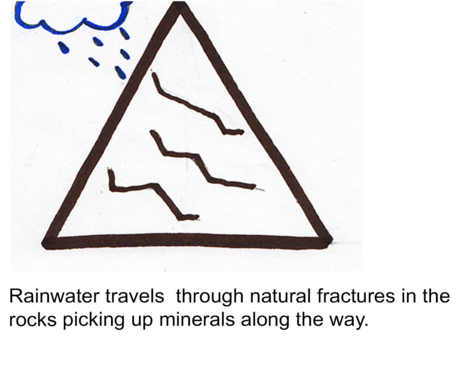 Rainwater travels  through natural fractures in the
rocks picking up minerals along the way.